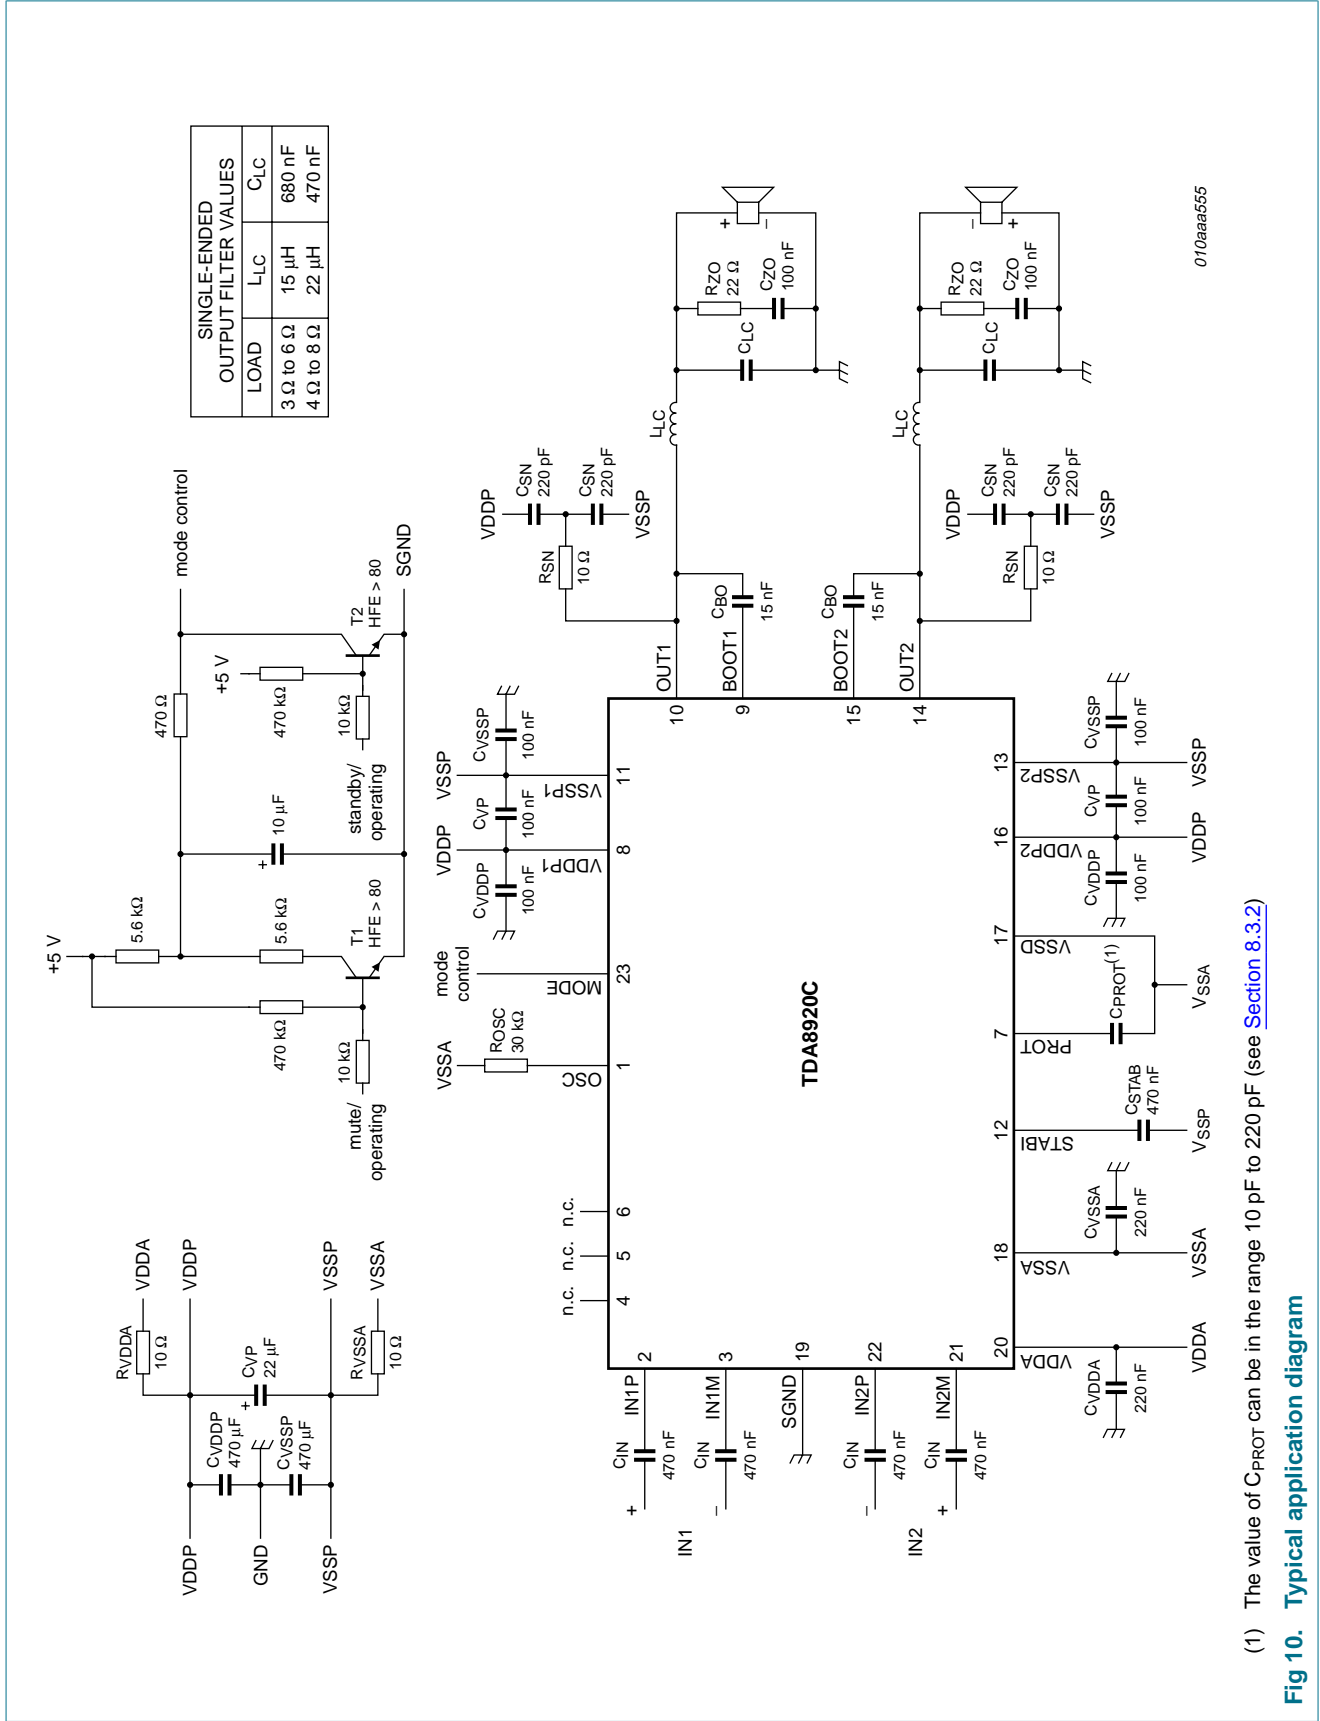 +5 V
5.6 kΩ
470 Ω
mode control
470 kΩ
5.6 kΩ
10 μF
+
+5 V
470 kΩ
10 kΩ
mute/
operating
T1
HFE > 80
standby/
operating
10 kΩ
T2
HFE > 80
SGND
SINGLE-ENDED
OUTPUT FILTER VALUES
LOAD LLC CLC
3 Ω to 6 Ω 15 μH 680 nF
4 Ω to 8 Ω 22 μH 470 nF
RVDDA
10 Ω
VDDA
VDDP
VDDP
CVDDP
470 μF
CVP
22 μF
+
GND
CVSSP
470 μF
VSSP
VSSP
RVSSA
10 Ω
VSSA
VSSA
ROSC
30 kΩ
mode
control
VDDP
VSSP
CVDDP
100 nF
CVP
100 nF
CVSSP
100 nF
n.c.
n.c.
n.c.
4
5
6
1
OSC
23
MODE
8
VDDP1
11
VSSP1
IN1
+
CIN
470 nF
IN1P
2
−
CIN
470 nF
IN1M
3
SGND
19
IN2
−
CIN
470 nF
IN2P
22
+
CIN
470 nF
IN2M
21
TDA8920C
10
OUT1
9
BOOT1
CBO
15 nF
RSN
10 Ω
VDDP
CSN
220 pF
CSN
220 pF
VSSP
LLC
CLC
RZO
22 Ω
CZO
100 nF
+
−
15
BOOT2
CBO
15 nF
14
OUT2
RSN
10 Ω
VDDP
CSN
220 pF
CSN
220 pF
VSSP
LLC
CLC
RZO
22 Ω
CZO
100 nF
−
+
20
VDDA
CVDDA
220 nF
VDDA
18
VSSA
CVSSA
220 nF
VSSA
12
STABI
CSTAB
470 nF
VSSP
7
PROT
CPROT(1)
17
VSSD
VSSA
16
VDDP2
CVDDP
100 nF
VDDP
CVP
100 nF
13
VSSP2
CVSSP
100 nF
VSSP
010aaa555
(1) The value of CPROT can be in the range 10 pF to 220 pF (see Section 8.3.2)
Fig 10. Typical application diagram